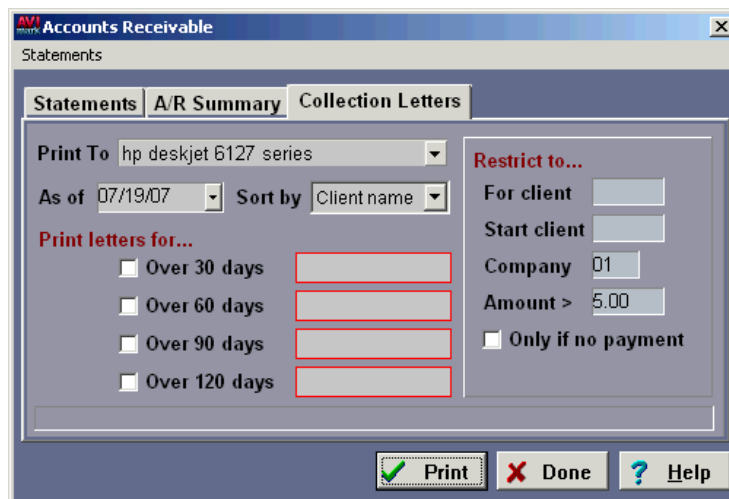 AVI mark Accounts Receivable
Statements
Statements A/R Summary Collection Letters
Print To hp deskjet 6127 series
As of 07/19/07 Sort by Client name
Print letters for...
Over 30 days
Over 60 days
Over 90 days
Over 120 days
Restrict to...
For client
Start client
Company 01
Amount > 5.00
Only if no payment
Print Done ? Help